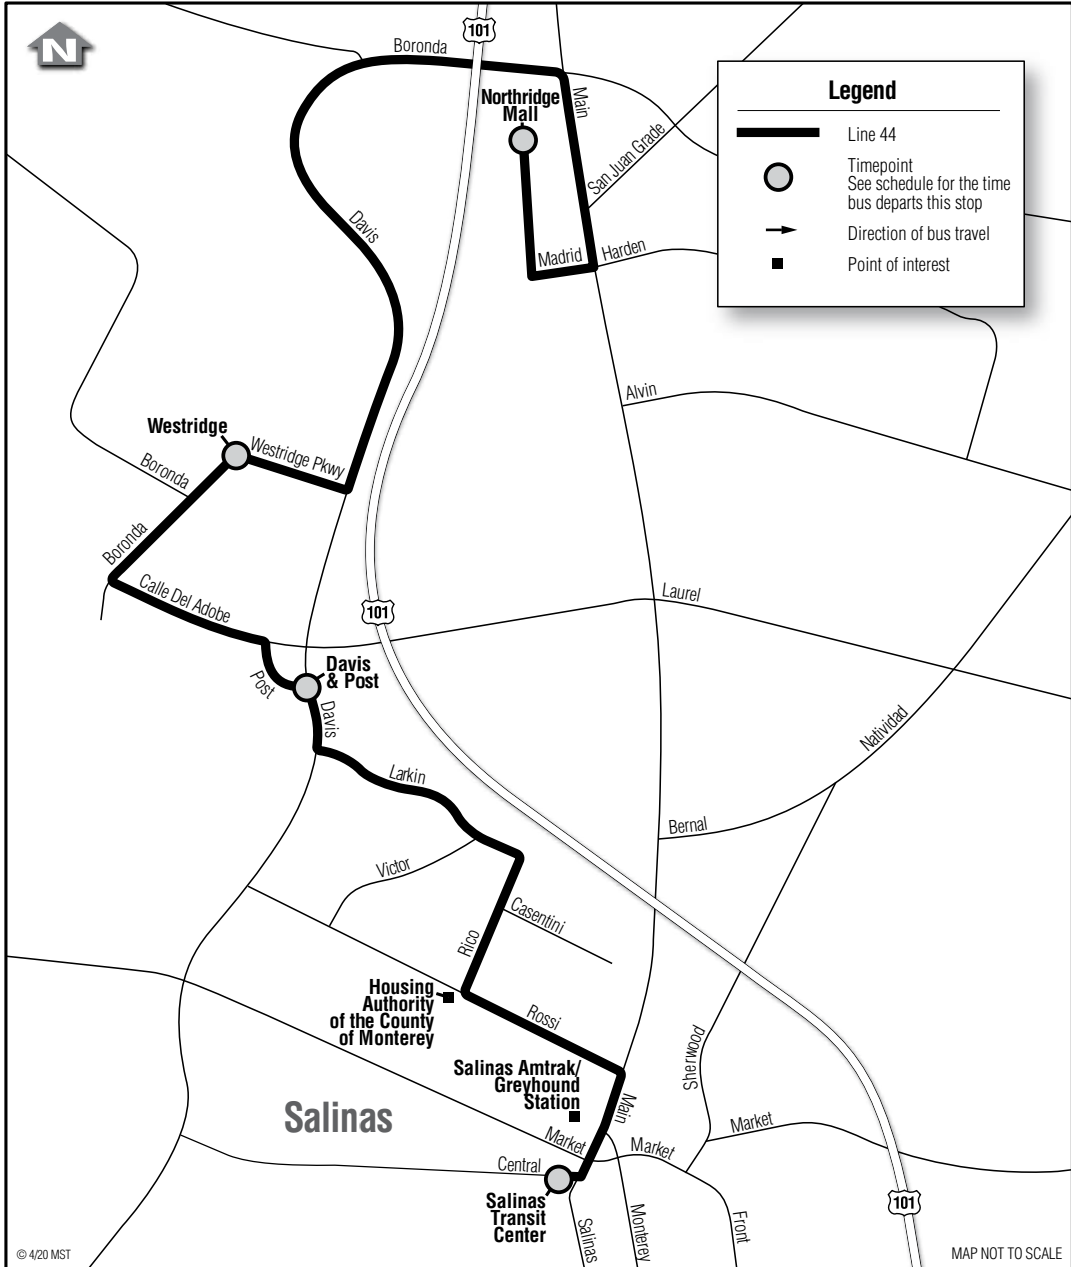 N
101
Boronda
Northridge
Mall
Main
San Juan Grade
Legend
Line 44
Timepoint
See schedule for the time
bus departs this stop
Direction of bus travel
Point of interest
Davis
Madrid
Harden
Alvin
Westridge
Westridge Pkwy
Boronda
Boronda
Calle Del Adobe
101
Laurel
Post
Davis
& Post
Davis
Natividad
Larkin
Bernal
Victor
Casentini
Rico
Housing
Authority
of the County
of Monterey
Rossi
Sherwood
Salinas Amtrak/
Greyhound
Station
Main
Salinas
Market
Market
Market
Central
Salinas
Transit
Center
Salinas
Monterey
Front
101
© 4/20 MST
MAP NOT TO SCALE